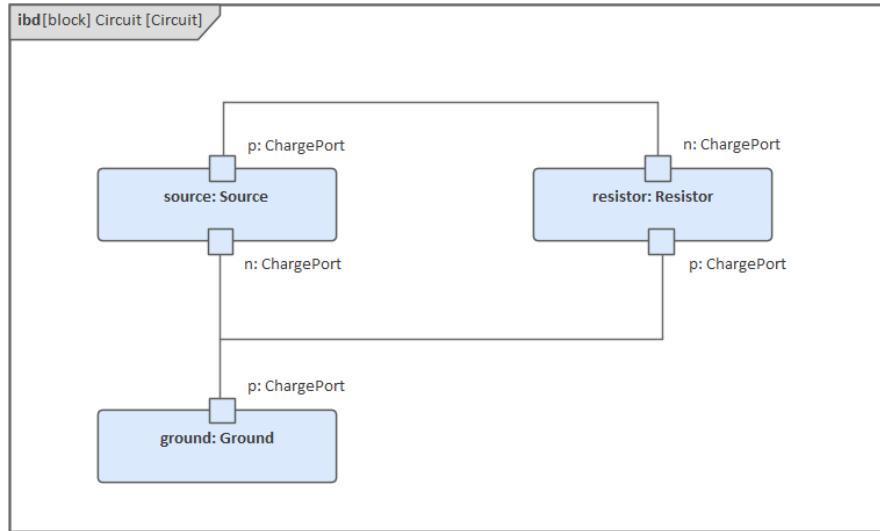 ibd [block] Circuit [Circuit]
p: ChargePort
n: ChargePort
source: Source
resistor: Resistor
n: ChargePort
p: ChargePort
p: ChargePort
ground: Ground